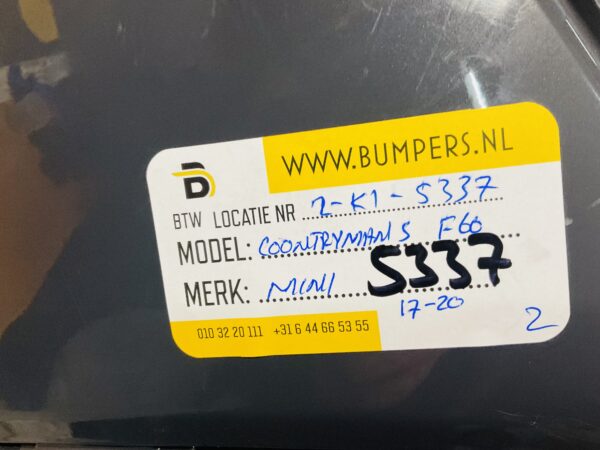 WWW.BUMPERS.NL
B
BTW LOCATIE NR 2-K1-S337
MODEL: COONTRYMAN S F60
MERK: MINI S337
17-20
010 32 20 111 +31 6 44 66 53 55
2